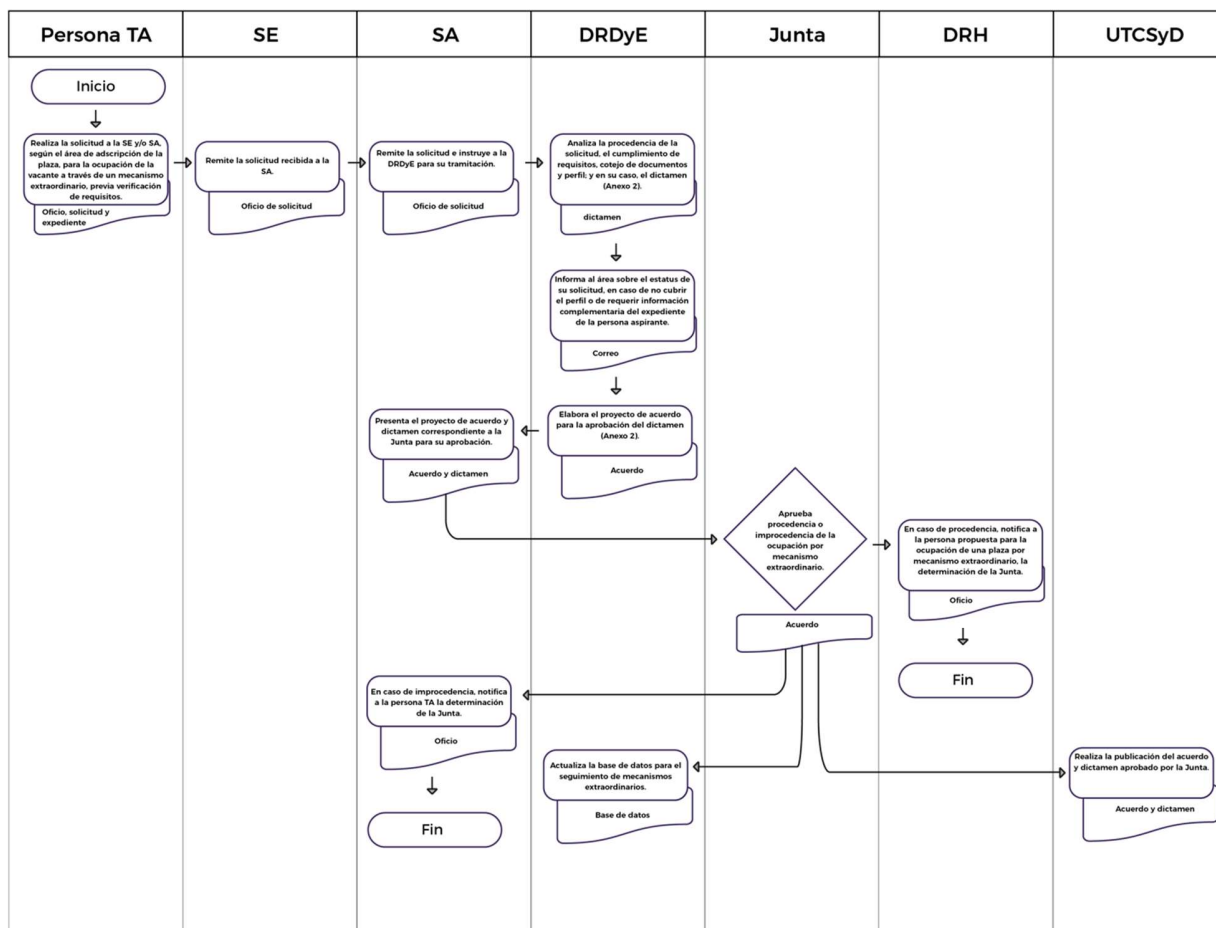 Persona TA
SE
SA
DRDyE
Junta
DRH
UTCSyD
Inicio
Realiza la solicitud a la SE y/o SA,
según el área de adscripción de la
plaza, para la ocupación de la
vacante a través de un mecanismo
extraordinario, previa verificación
de requisitos.
Oficio, solicitud y
expediente
Remite la solicitud recibida a la
SA.
Oficio de solicitud
Remite la solicitud e instruye a la
DRDyE para su tramitación.
Oficio de solicitud
Analiza la procedencia de la
solicitud, el cumplimiento de
requisitos, cotejo de documentos
y perfil; y en su caso, el dictamen
(Anexo 2).
dictamen
Informa al área sobre el estatus de
su solicitud, en caso de no cubrir
el perfil o de requerir información
complementaria del expediente
de la persona aspirante.
Correo
Elabora el proyecto de acuerdo
para la aprobación del dictamen
(Anexo 2).
Acuerdo
Presenta el proyecto de acuerdo y
dictamen correspondiente a la
Junta para su aprobación.
Acuerdo y dictamen
Aprueba
procedencia o
improcedencia de la
ocupación por
mecanismo
extraordinario.
Acuerdo
En caso de procedencia, notifica a
la persona propuesta para la
ocupación de una plaza por
mecanismo extraordinario, la
determinación de la Junta.
Oficio
Fin
En caso de improcedencia, notifica
a la persona TA la determinación
de la Junta.
Oficio
Fin
Actualiza la base de datos para el
seguimiento de mecanismos
extraordinarios.
Base de datos
Realiza la publicación del acuerdo
y dictamen aprobado por la Junta.
Acuerdo y dictamen